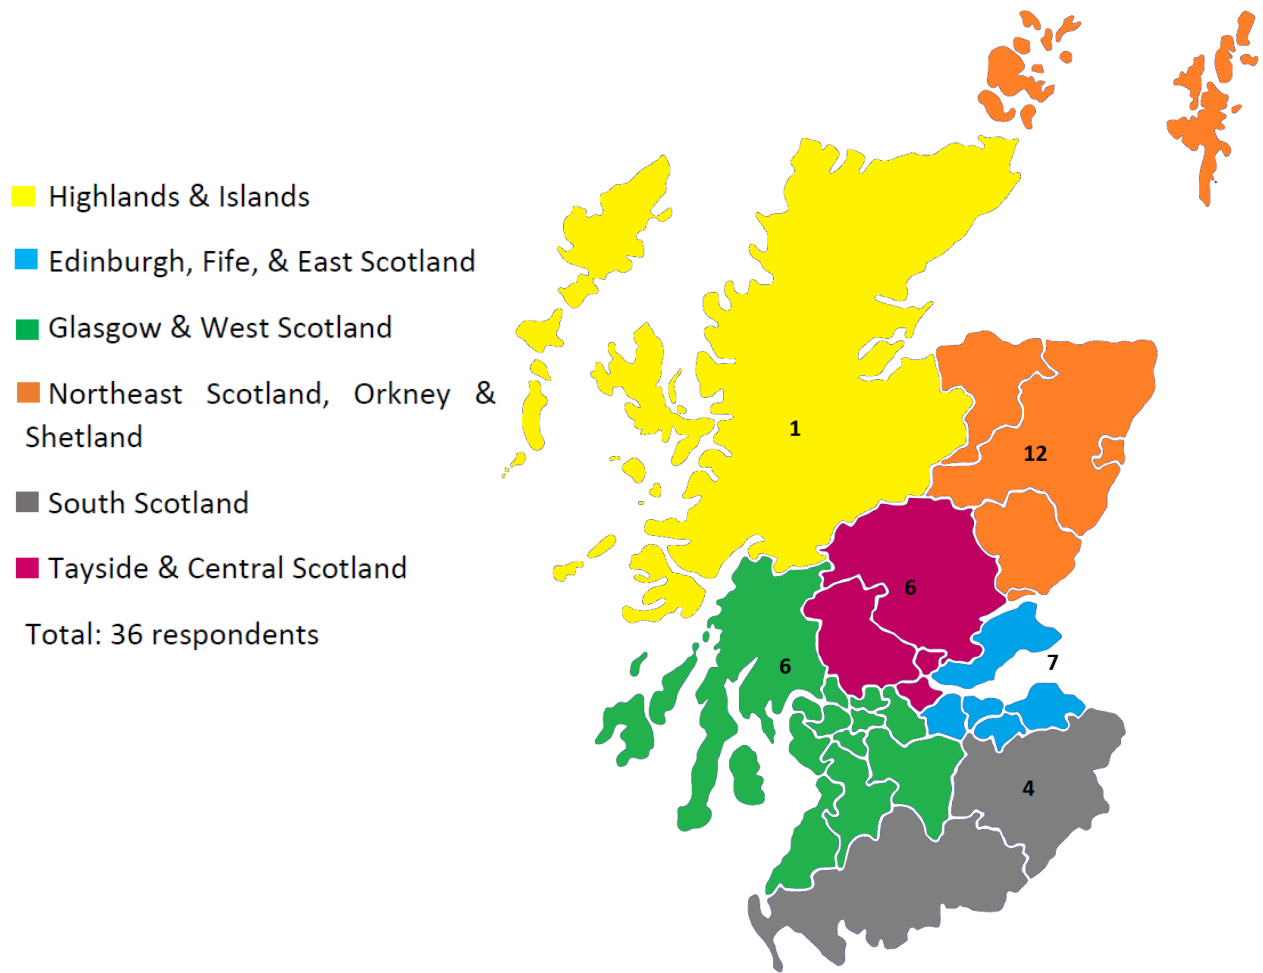 Highlands & Islands
Edinburgh, Fife, & East Scotland
Glasgow & West Scotland
Northeast Scotland, Orkney &
Shetland
South Scotland
Tayside & Central Scotland
Total: 36 respondents
1
12
6
6
7
4